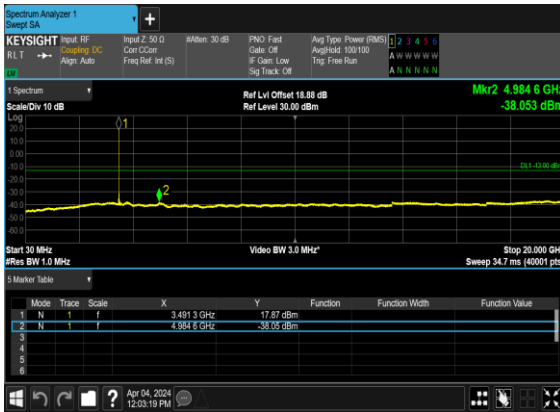 Spectrum Analyzer 1
Swept SA
+
KEYSIGHT Input: RF Input Z: 50 Ω #Atten: 30 dB PNO: Fast Avg Type: Power (RMS) 1 2 3 4 5 6
RLT Coupling: DC Corr CCorr Gate: Off Avg|Hold: 100/100 A W W W W W
Align: Auto Freq Ref: Int (S) IF Gain: Low Trig: Free Run
Sig Track: Off A N N N N N
1 Spectrum Ref Lvl Offset 18.88 dB Mkr2 4.984 6 GHz
Scale/Div 10 dB Ref Level 30.00 dBm -38.053 dBm
Log
20.0 1
10.0
0.00
-10.0 DL1 -13.00 dBm
-20.0
-30.0 2
-40.0
-50.0
-60.0
Start 30 MHz Video BW 3.0 MHz* Stop 20.000 GHz
#Res BW 1.0 MHz Sweep 34.7 ms (40001 pts)
5 Marker Table
Mode Trace Scale X Y Function Function Width Function Value
1 N 1 f 3.491 3 GHz 17.87 dBm
2 N 1 f 4.984 6 GHz -38.05 dBm
3
4
5
6
? Apr 04, 2024
12:03:19 PM